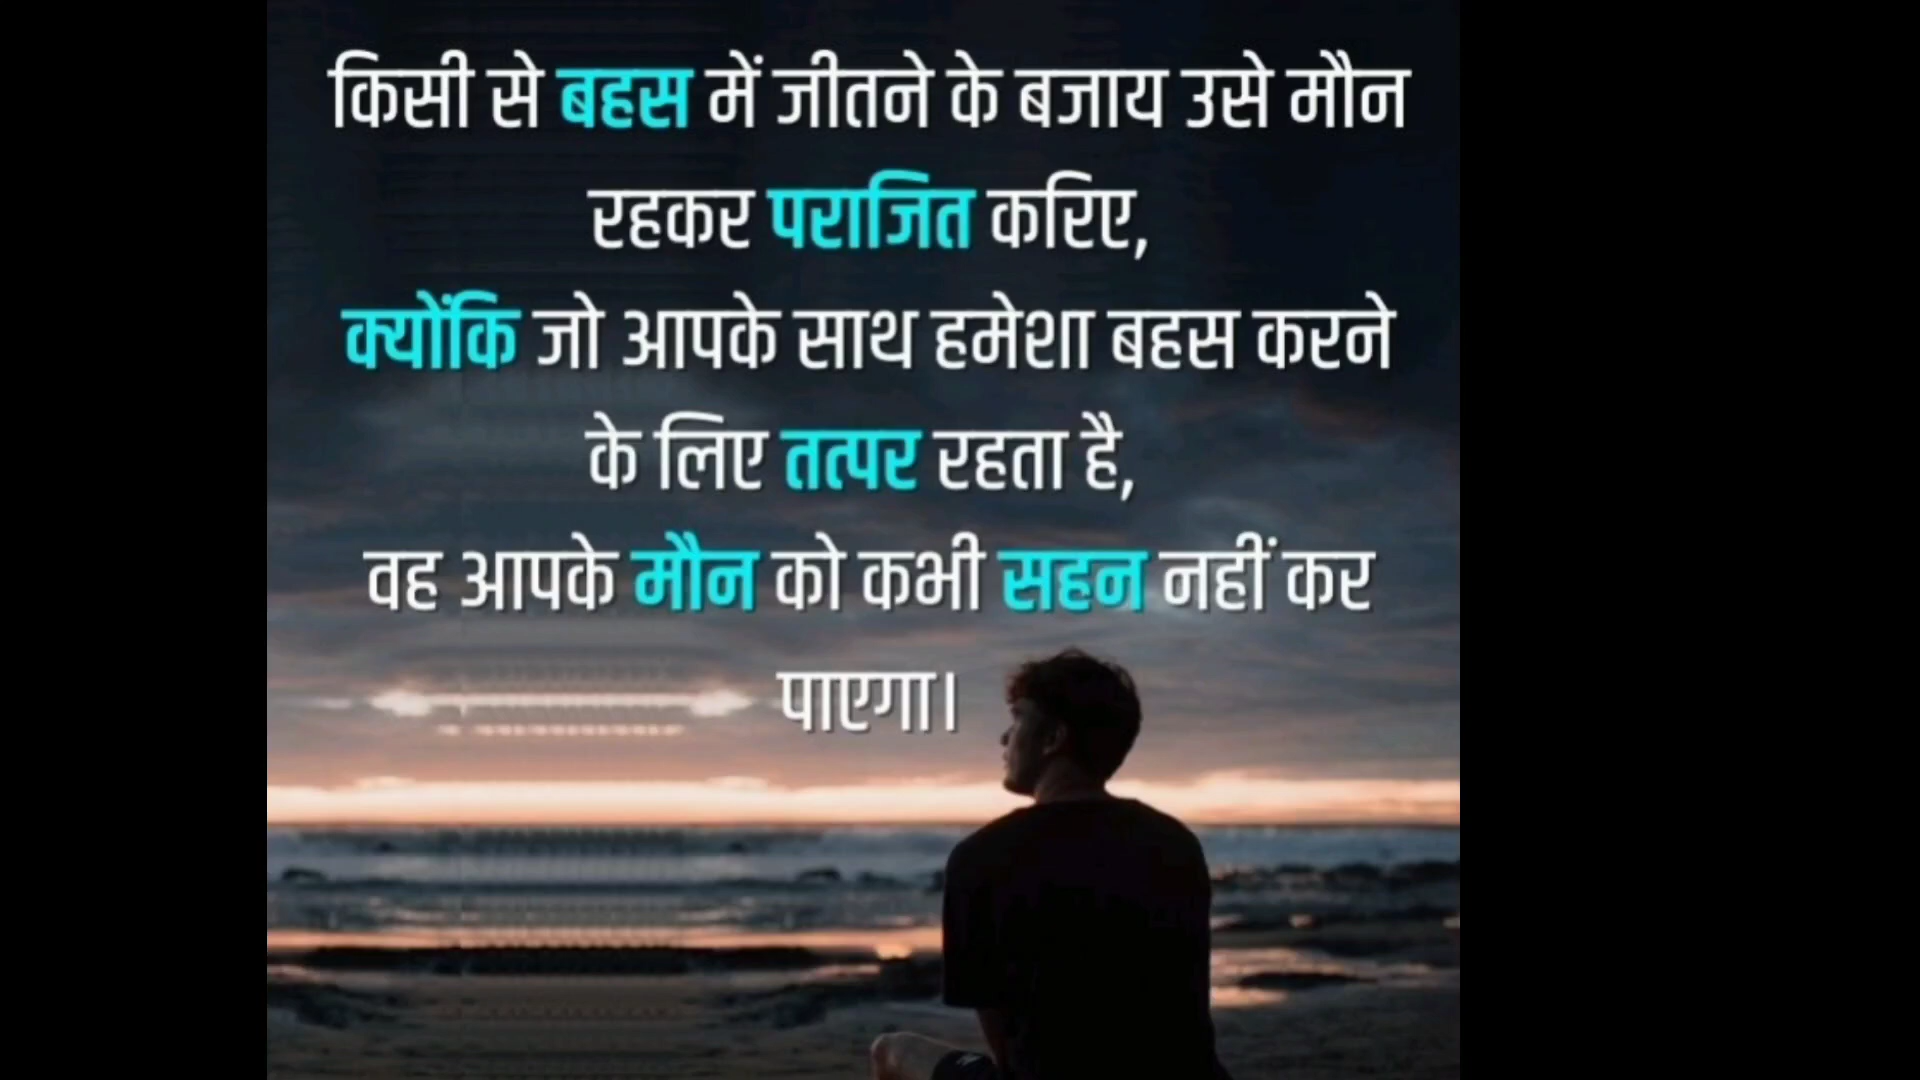 किसी से बहस में जीतने के बजाय उसे मौन
रहकर पराजित करिए,
क्योंकि जो आपके साथ हमेशा बहस करने
के लिए तत्पर रहता है,
वह आपके मौन को कभी सहन नहीं कर
पाएगा।